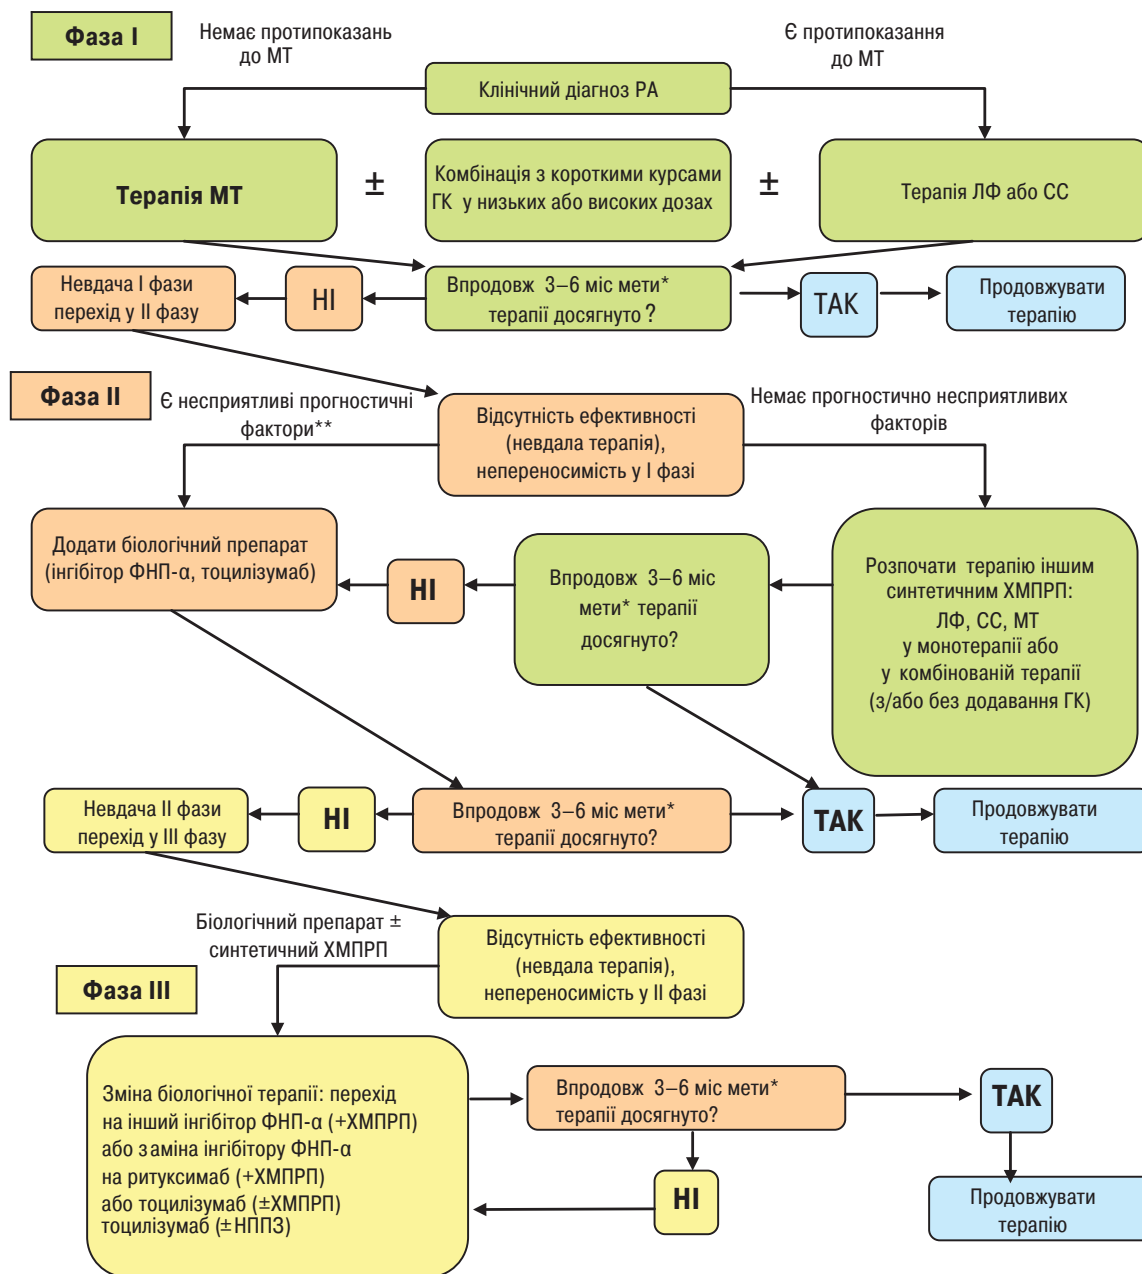 Фаза I
Немає протипоказань
до МТ
Є протипоказання
до МТ
Клінічний діагноз РА
Терапія МТ
±
Комбінація з короткими курсами
ГК у низьких або високих дозах
±
Терапія ЛФ або СС
Невдача I фази
перехід у II фазу
НІ
Впродовж 3–6 міс мети*
терапії досягнуто?
ТАК
Продовжувати
терапію
Фаза II
Є несприятливі прогностичні
фактори**
Відсутність ефективності
(невдала терапія),
непереносимість у I фазі
Немає прогностично несприятливих
факторів
Додати біологічний препарат
(інгібітор ФНП-α, тоцилізумаб)
НІ
Впродовж 3–6 міс
мети* терапії
досягнуто?
Розпочати терапію іншим
синтетичним ХМПРП:
ЛФ, СС, МТ
у монотерапії або
у комбінованій терапії
(з/або без додавання ГК)
Невдача II фази
перехід у III фазу
НІ
Впродовж 3–6 міс мети*
терапії досягнуто?
ТАК
Продовжувати
терапію
Біологічний препарат ±
синтетичний ХМПРП
Відсутність ефективності
(невдала терапія),
непереносимість у II фазі
Фаза III
Зміна біологічної терапії: перехід
на інший інгібітор ФНП-α (+ХМПРП)
або заміна інгібітору ФНП-α
на ритуксимаб (+ХМПРП)
або тоцилізумаб (±ХМПРП)
тоцилізумаб (±НППЗ)
Впродовж 3–6 міс мети*
терапії досягнуто?
ТАК
НІ
Продовжувати
терапію